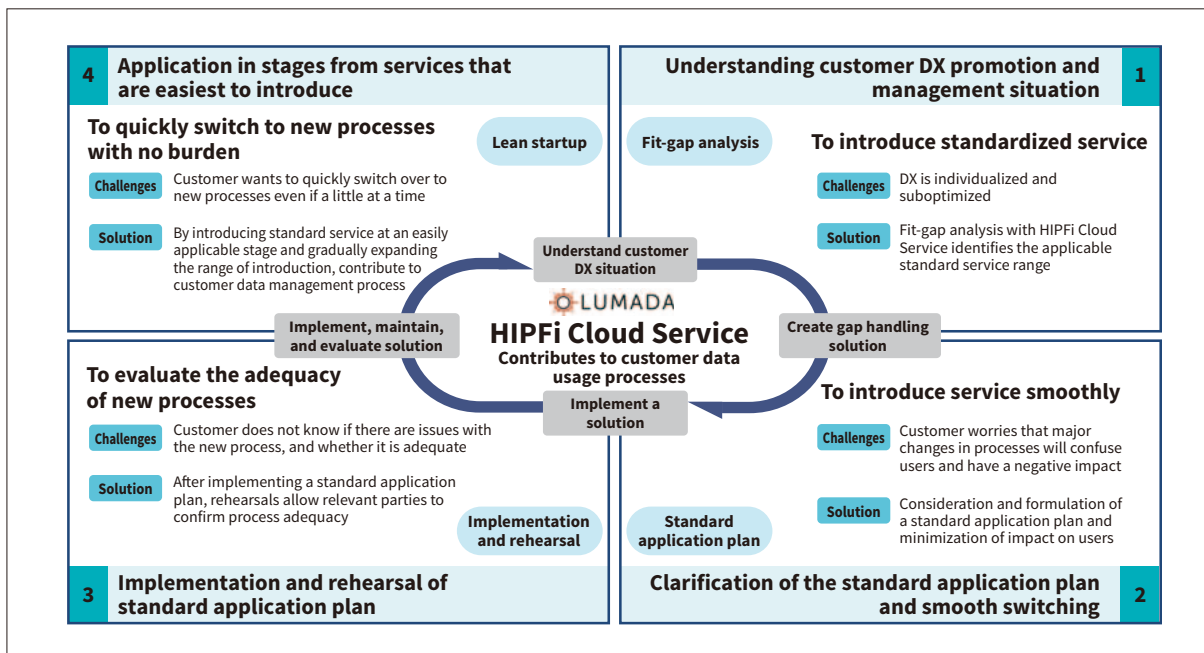 4
Application in stages from services that
are easiest to introduce
To quickly switch to new processes
with no burden
Lean startup
Challenges
Customer wants to quickly switch over to
new processes even if a little at a time
Solution
By introducing standard service at an easily
applicable stage and gradually expanding
the range of introduction, contribute to
customer data management process
Understanding customer DX promotion and
management situation
1
Fit-gap analysis
To introduce standardized service
Challenges
DX is individualized and
suboptimized
Solution
Fit-gap analysis with HIPFi Cloud
Service identifies the applicable
standard service range
Understand customer
DX situation
LUMADA
HIPFi Cloud Service
Contributes to customer data
usage processes
Implement, maintain,
and evaluate solution
Create gap handling
solution
Implement a
solution
To evaluate the adequacy
of new processes
Challenges
Customer does not know if there are issues with
the new process, and whether it is adequate
Solution
After implementing a standard application
plan, rehearsals allow relevant parties to
confirm process adequacy
Implementation
and rehearsal
3
Implementation and rehearsal of
standard application plan
To introduce service smoothly
Challenges
Customer worries that major
changes in processes will confuse
users and have a negative impact
Solution
Consideration and formulation of
a standard application plan and
minimization of impact on users
Standard
application plan
Clarification of the standard application plan
and smooth switching
2